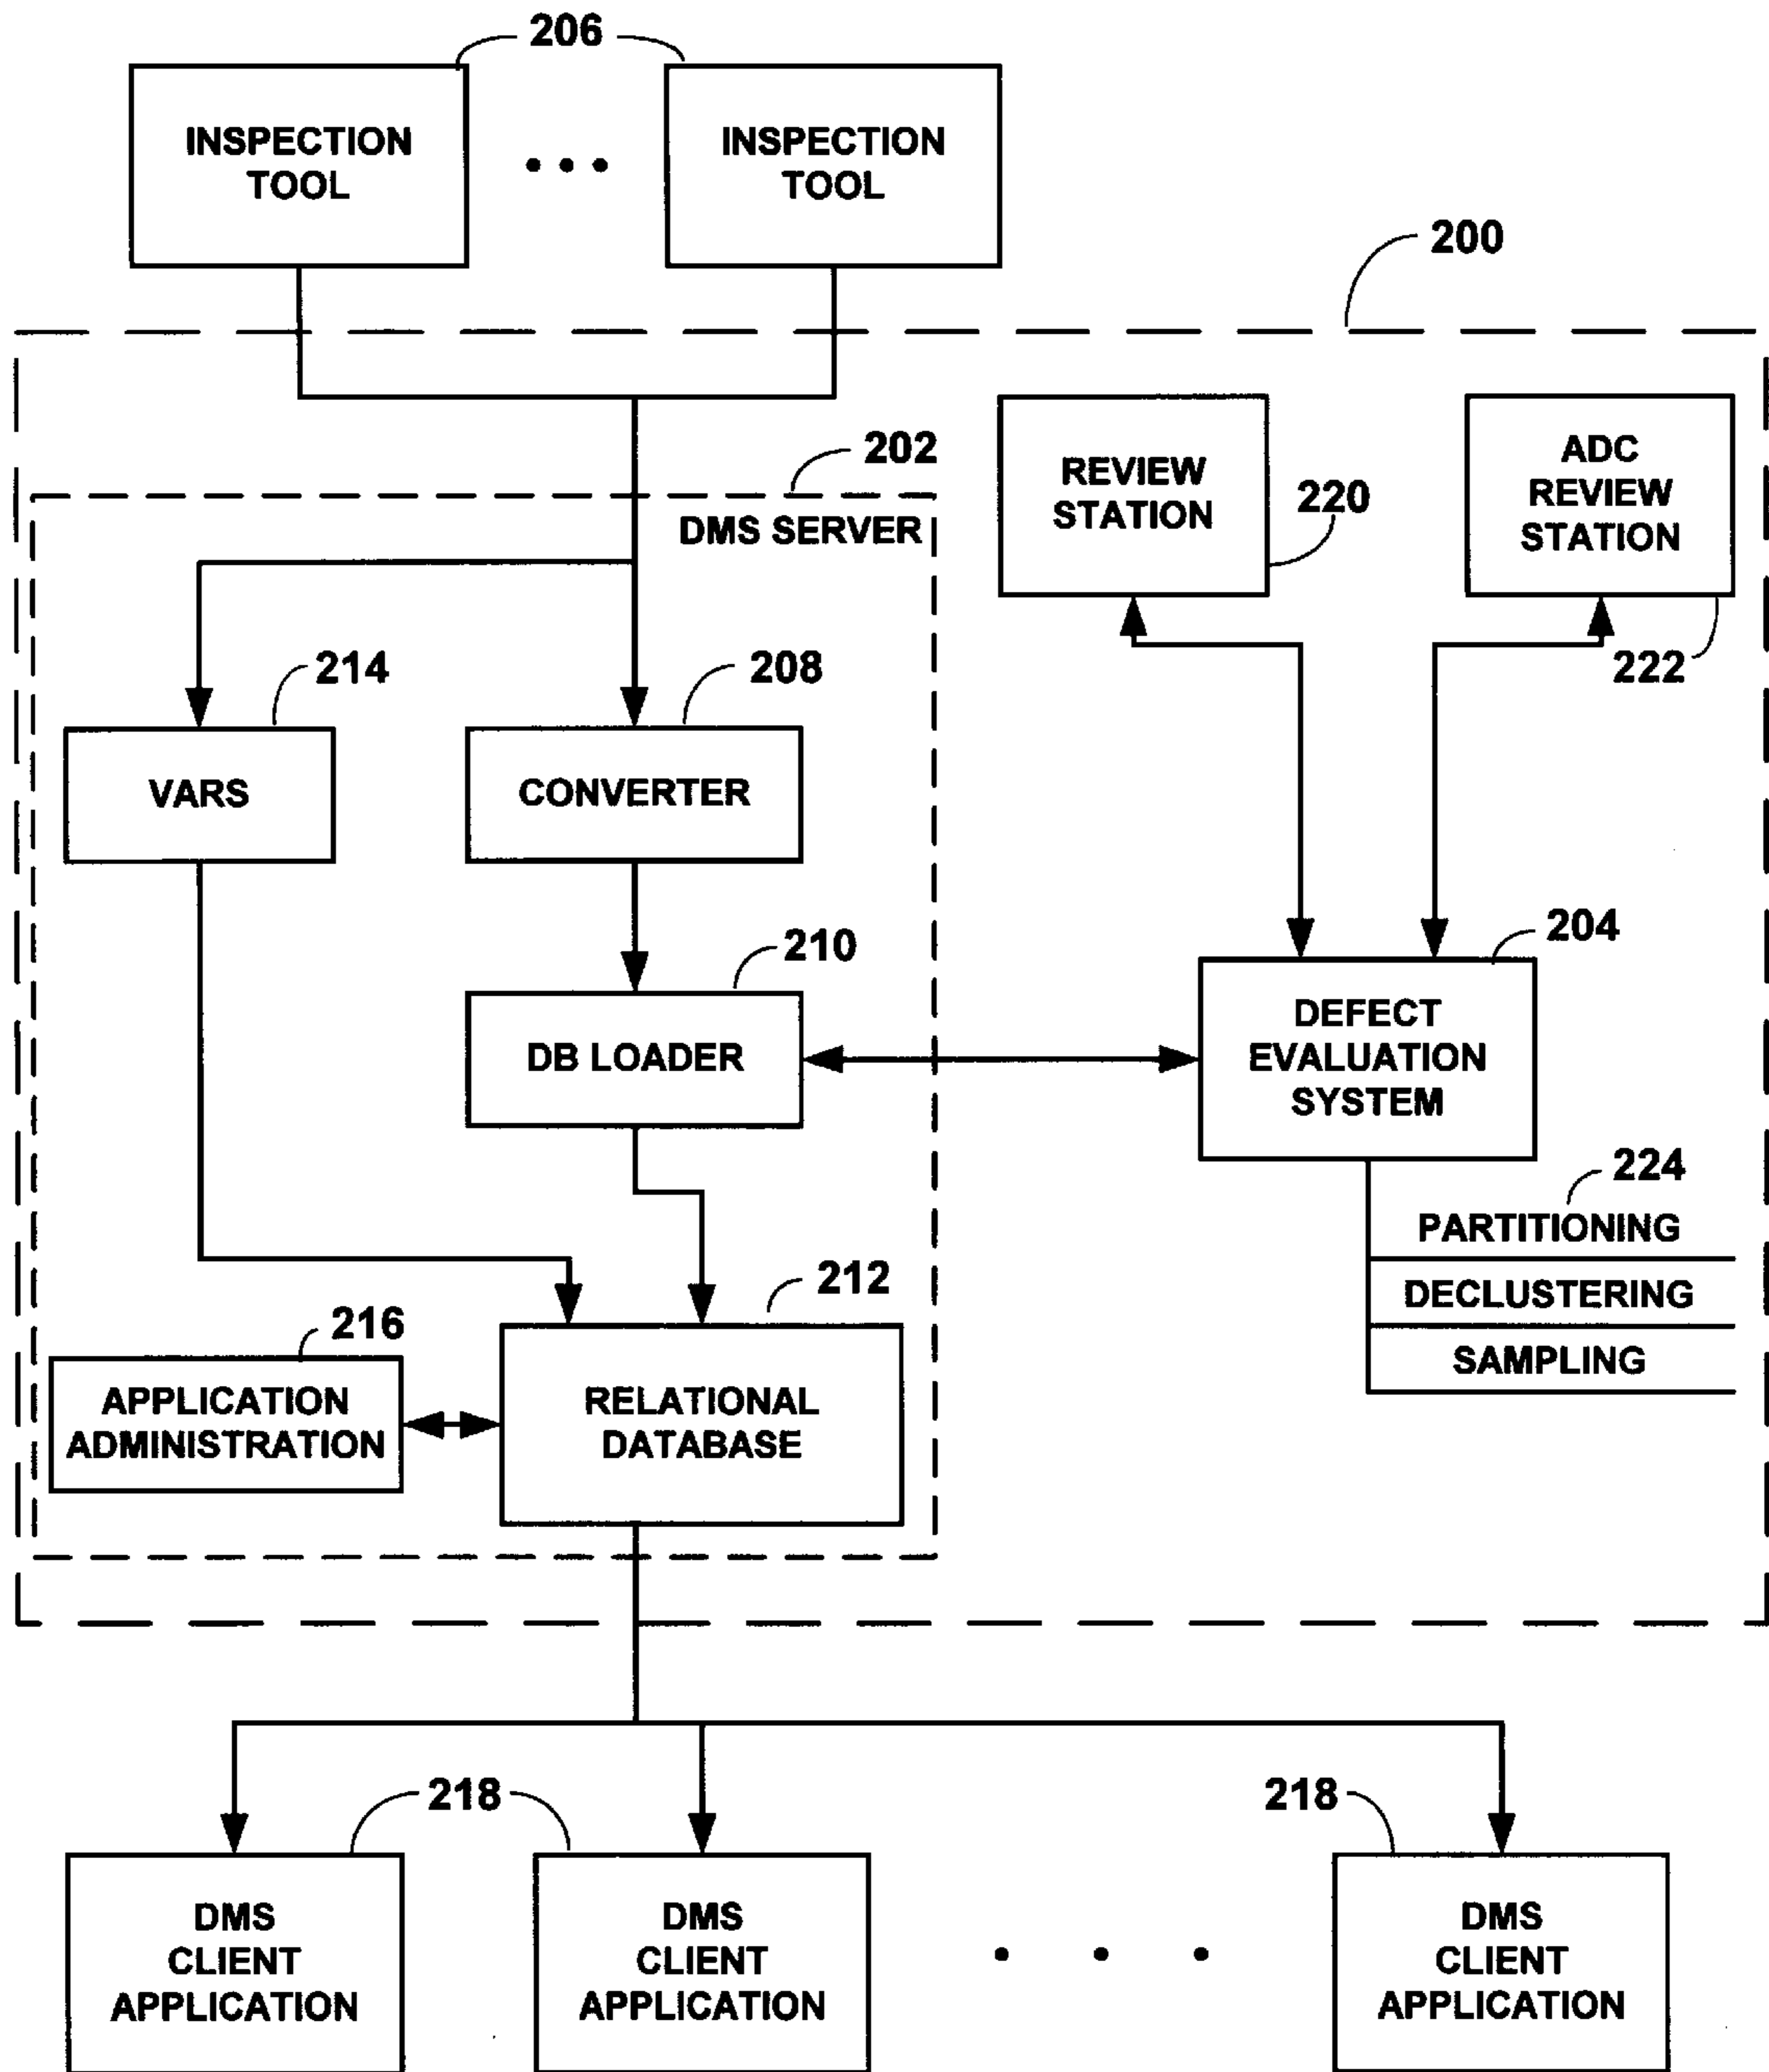 206
INSPECTION
TOOL
INSPECTION
TOOL
200
202
DMS SERVER
REVIEW
STATION
220
ADC
REVIEW
STATION
222
214
VARS
208
CONVERTER
210
DB LOADER
204
DEFECT
EVALUATION
SYSTEM
224
PARTITIONING
DECLUSTERING
SAMPLING
212
RELATIONAL
DATABASE
216
APPLICATION
ADMINISTRATION
218
218
DMS
CLIENT
APPLICATION
DMS
CLIENT
APPLICATION
DMS
CLIENT
APPLICATION